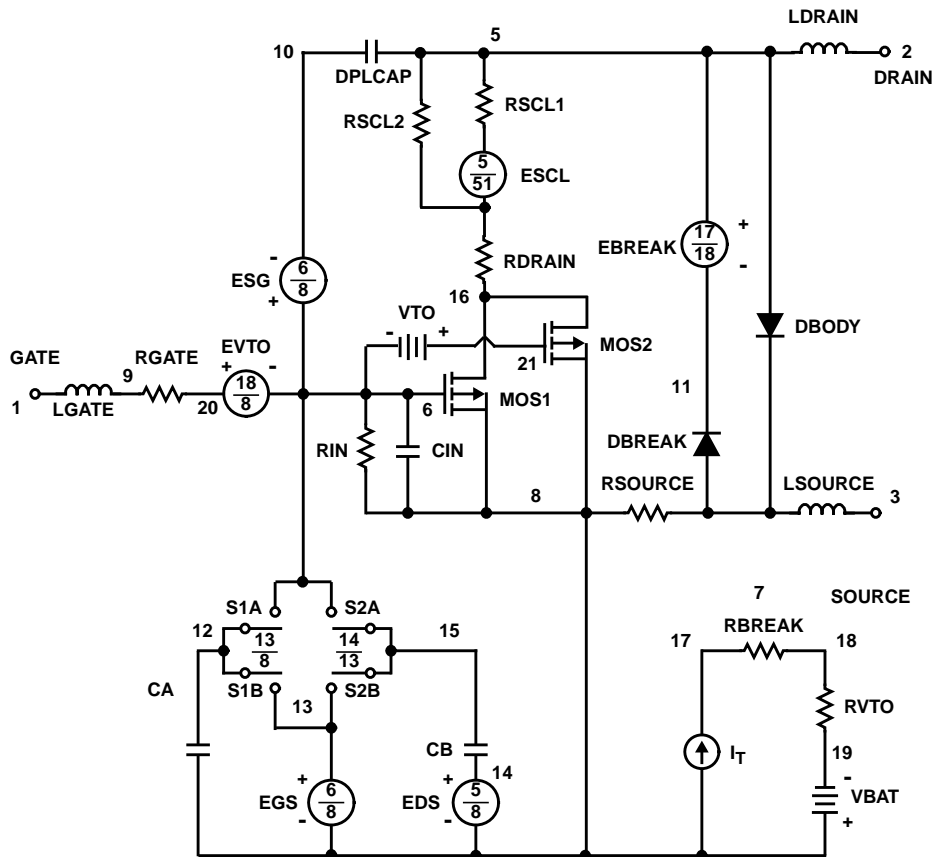 LDRAIN
10
5
2
DPLCAP
DRAIN
RSCL1
RSCL2
5
51
ESCL
+
17
18
EBREAK
-
-
6
8
ESG
+
RDRAIN
16
VTO
-
+
DBODY
MOS2
EVTO
GATE
RGATE
9
+
-
18
8
21
11
MOS1
1
LGATE
20
6
DBREAK
RIN
CIN
LSOURCE
RSOURCE
8
3
7
SOURCE
S1A
S2A
12
13
8
14
13
15
RBREAK
17
18
S1B
S2B
CA
13
RVTO
CB
IT
19
14
-
+
+
VBAT
EGS
6
8
EDS
5
8
+
-
-